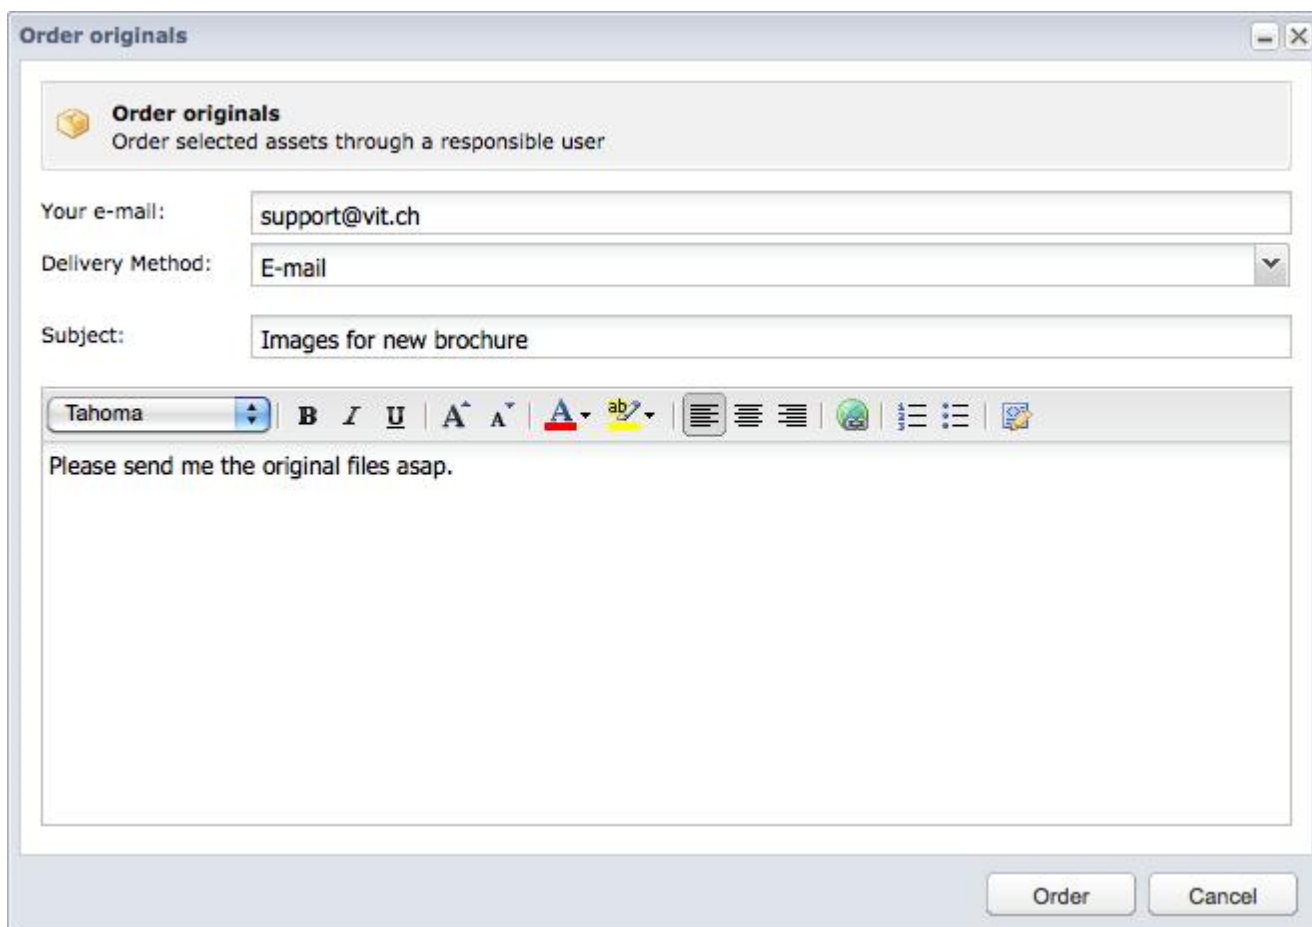 Order originals
Order originals
Order selected assets through a responsible user
Your e-mail:
support@vit.ch
Delivery Method:
E-mail
Subject:
Images for new brochure
Tahoma B I U A A A ab
Please send me the original files asap.
Order Cancel